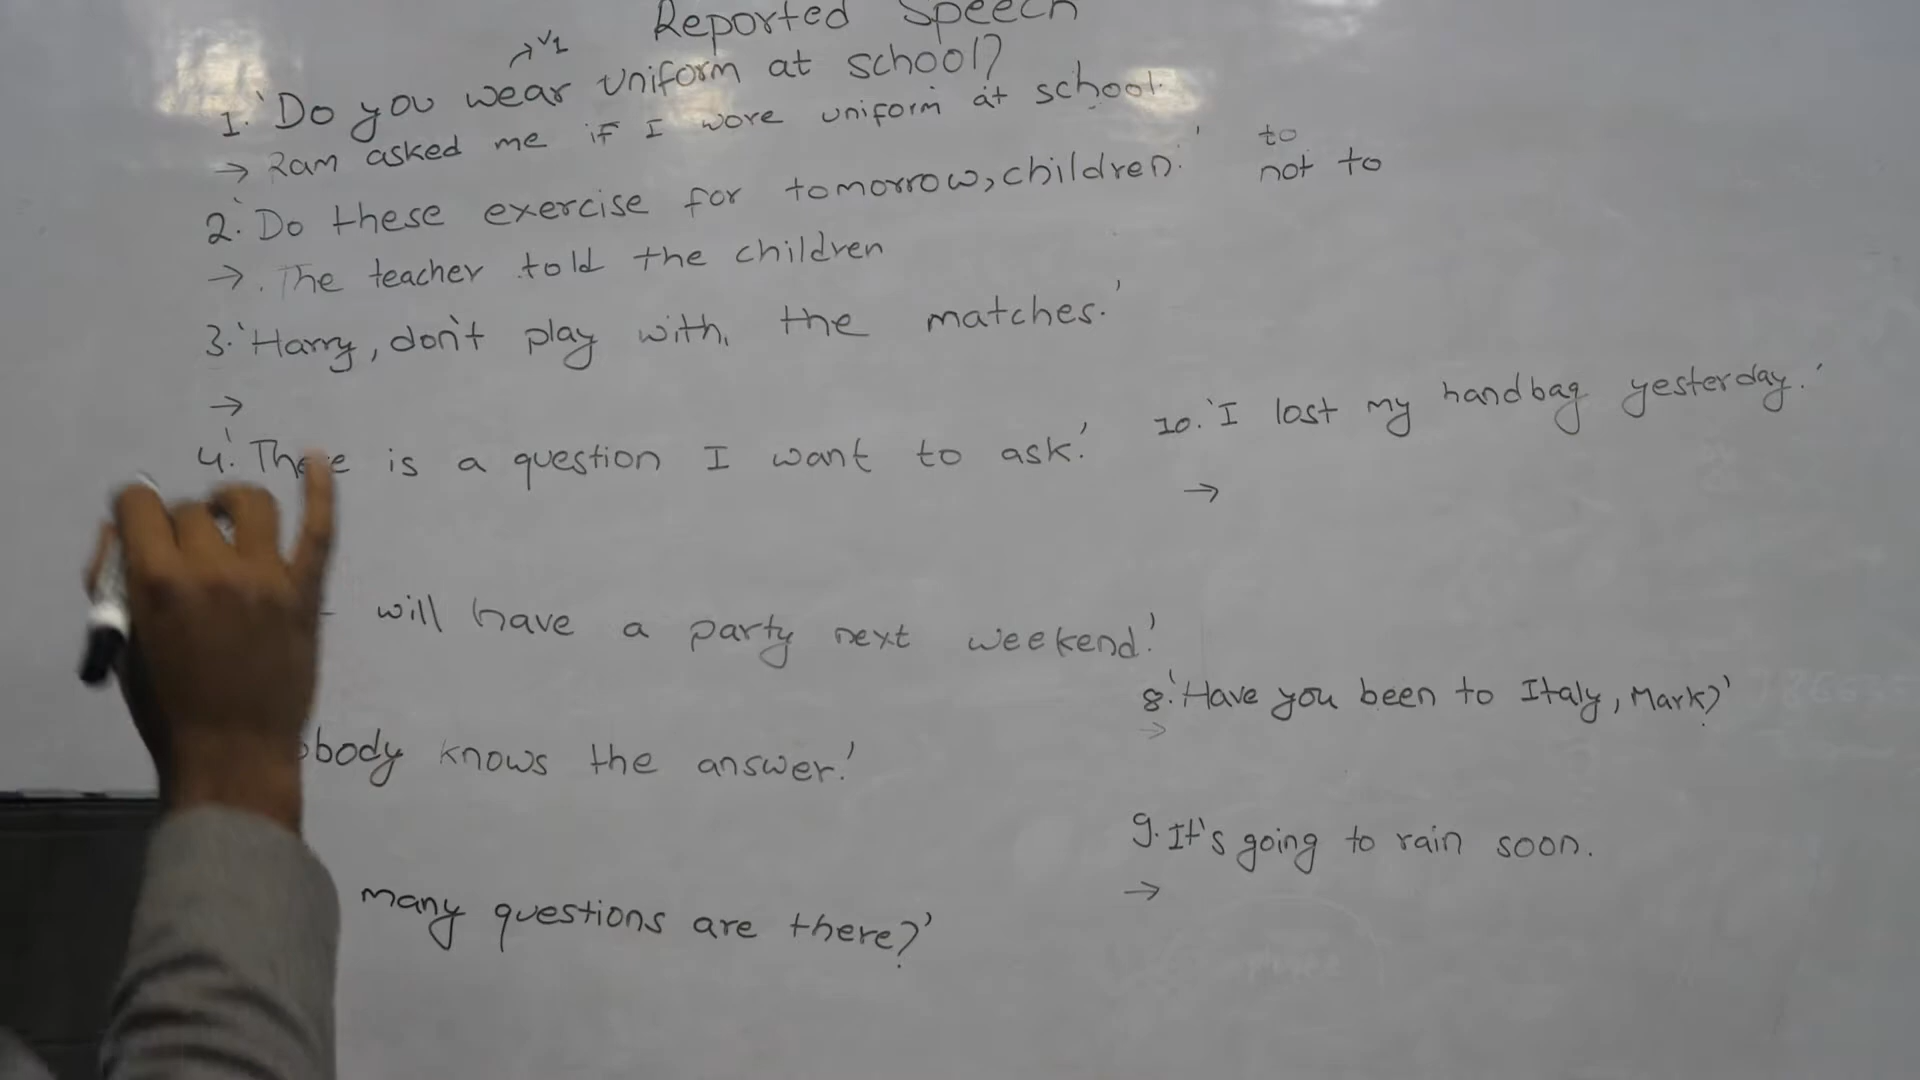 Reported Speech
→ V1
1. 'Do you wear uniform at school?
→ Ram asked me if I wore uniform at school.
2. 'Do these exercise for tomorrow, children.'
to
not to
→ . The teacher told the children
3. 'Harry, don't play with the matches.'
→
4. 'There is a question I want to ask.'
will have a party next weekend.'
knows the answer.'
many questions are there?'
10. 'I lost my handbag yesterday.'
→
8. 'Have you been to Italy, Mark?'
→
9. It's going to rain soon.
→